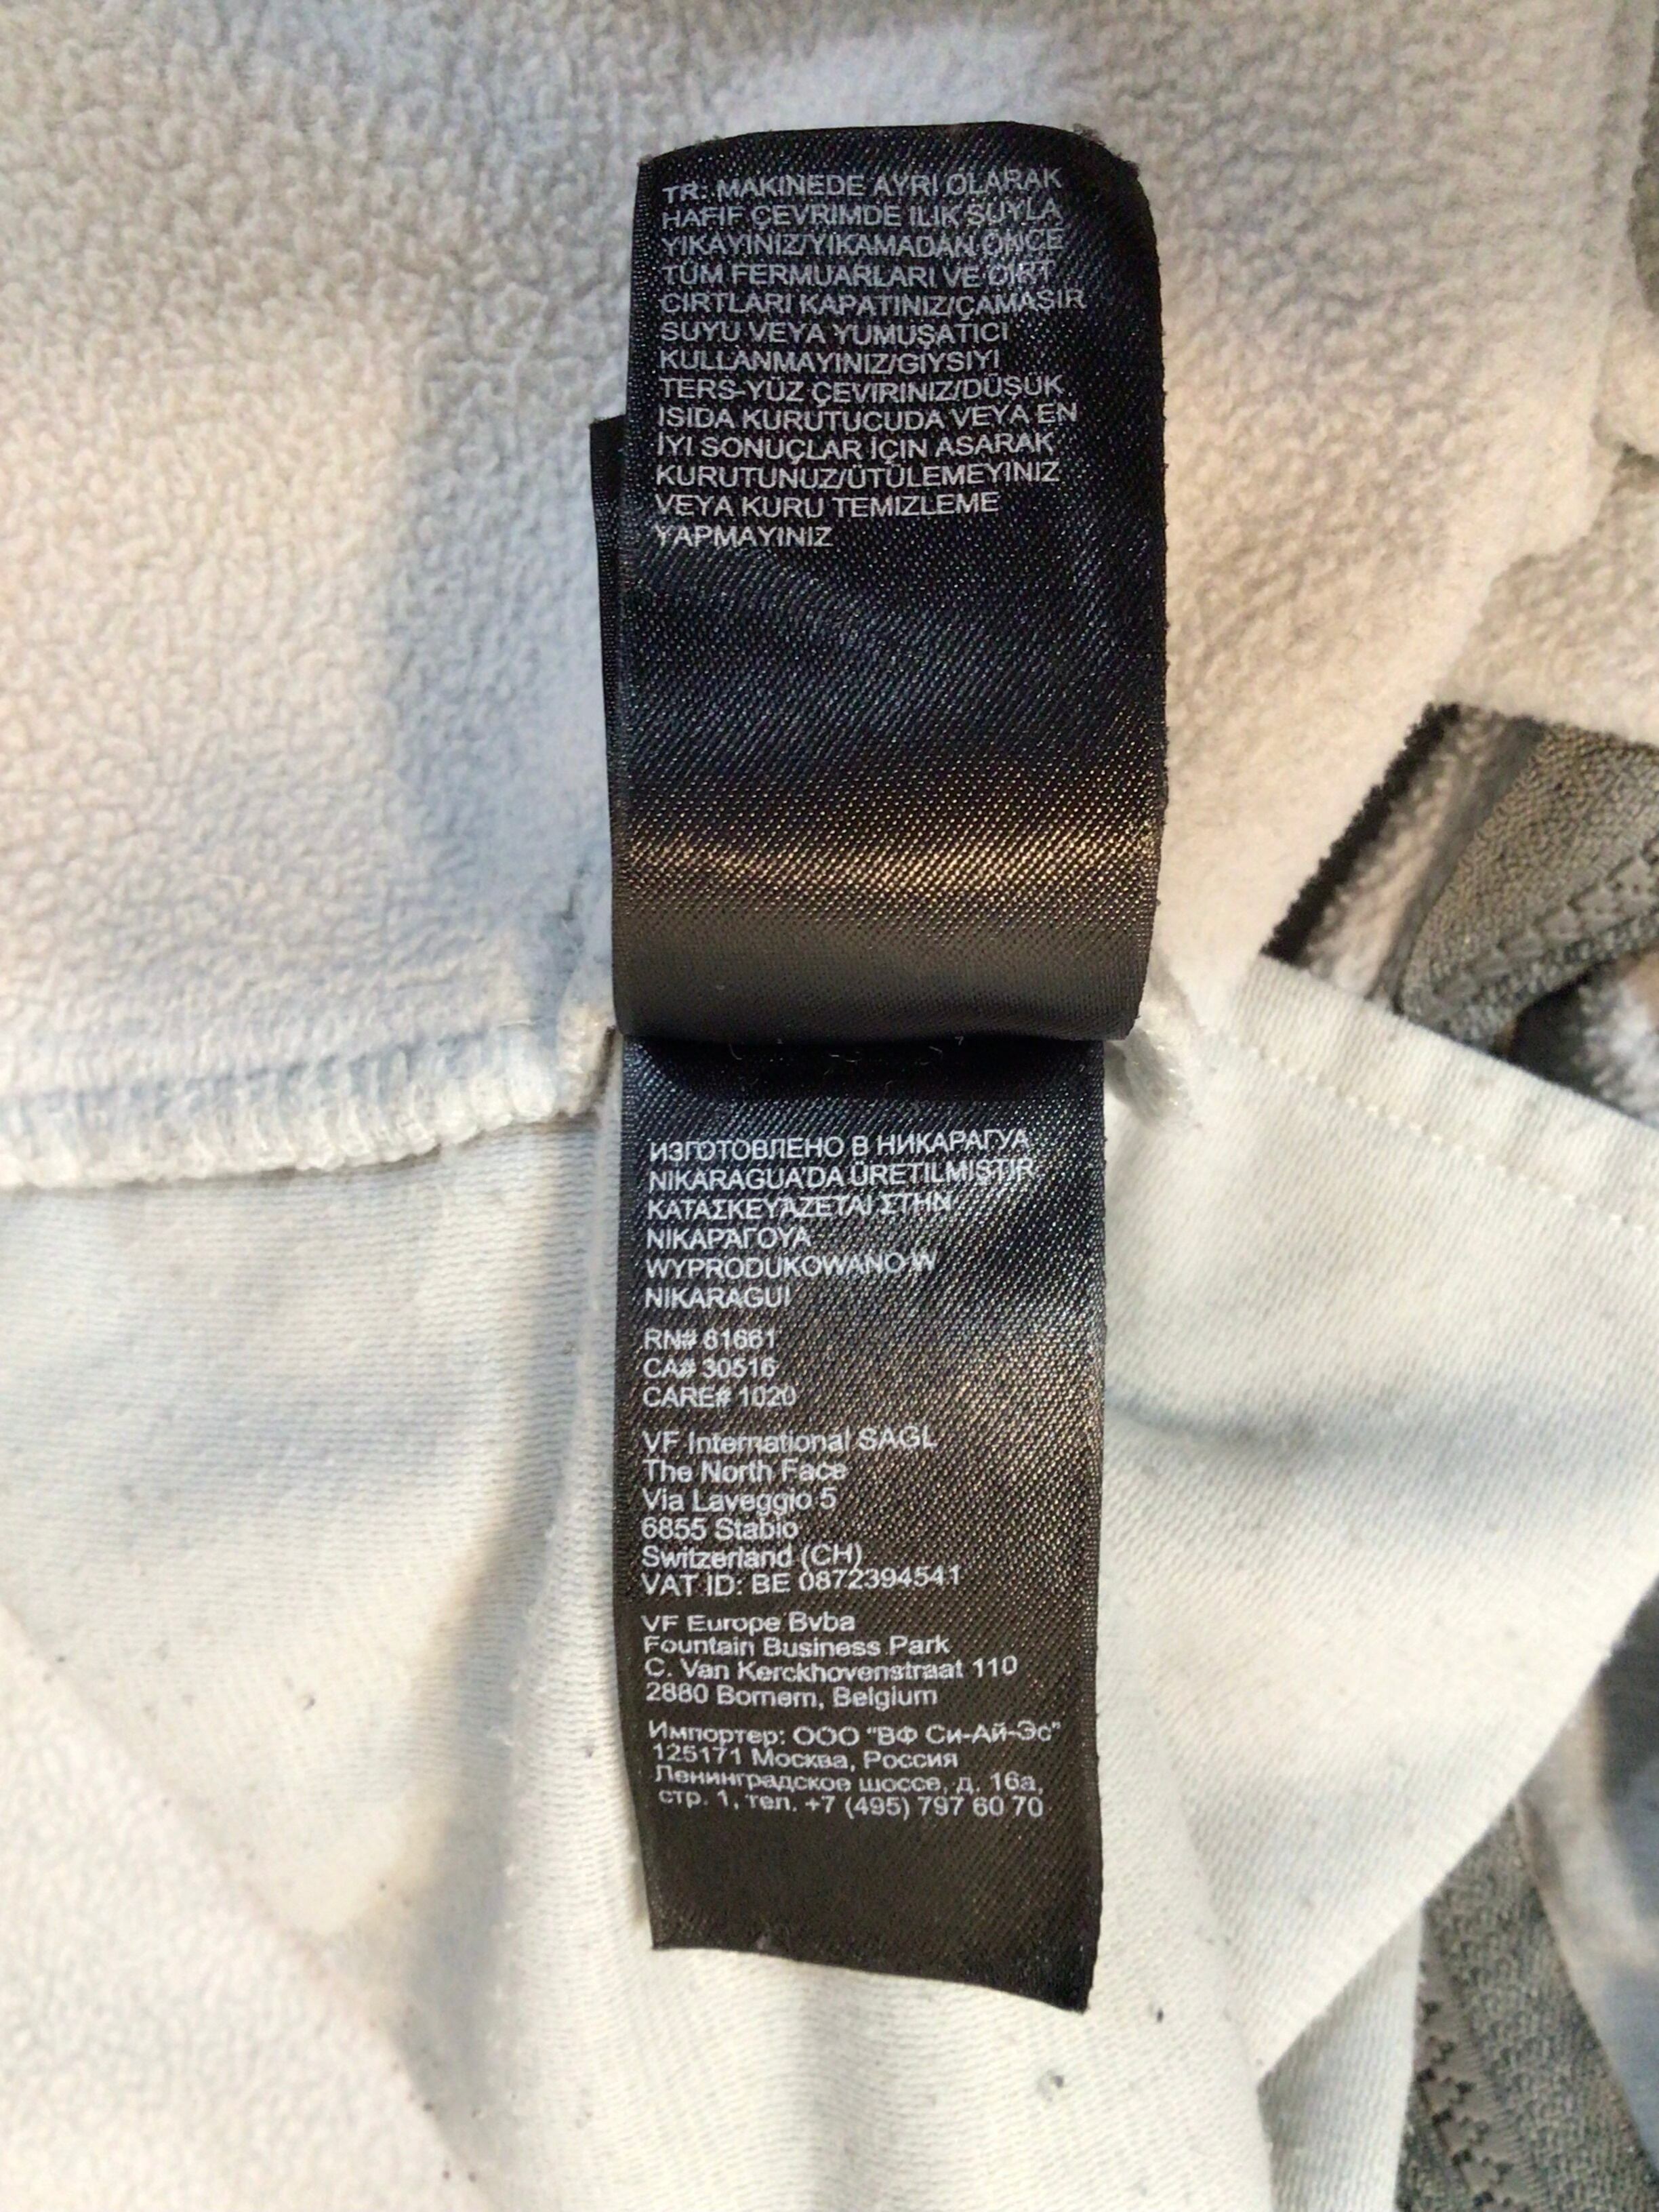 TR: MAKINEDE AYRI OLARAK
HAFIF ÇEVRIMDE ILIK SUYLA
YIKAYINIZ/YIKAMADAN ÖNCE
TÜM FERMUARLARI VE CIRT
CIRTLARI KAPATINIZ/ÇAMAŞIR
SUYU VEYA YUMUŞATICI
KULLANMAYINIZ/GIYSIYI
TERS-YÜZ ÇEVIRINIZ/DÜŞÜK
ISIDA KURUTUCUDA VEYA EN
İYI SONUÇLAR IÇIN ASARAK
KURUTUNUZ/ÜTÜLEMEYINIZ
VEYA KURU TEMIZLEME
YAPMAYINIZ
ИЗГОТОВЛЕНО В НИКАРАГУА
NIKARAGUA'DA ÜRETILMIŞTIR
ΚΑΤΑΣΚΕΥΆΖΕΤΑΙ ΣΤΗΝ
ΝΙΚΑΡΆΓΟΥΑ
WYPRODUKOWANO W
NIKARAGUI
RN# 61661
CA# 30516
CARE# 1020
VF International SAGL
The North Face
Via Laveggio 5
6855 Stabio
Switzerland (CH)
VAT ID: BE 0872394541
VF Europe Bvba
Fountain Business Park
C. Van Kerckhovenstraat 110
2880 Bornem, Belgium
Импортер: ООО "ВФ Си-Ай-Эс"
125171 Москва, Россия
Ленинградское шоссе, д. 16а,
стр. 1, тел. +7 (495) 797 60 70